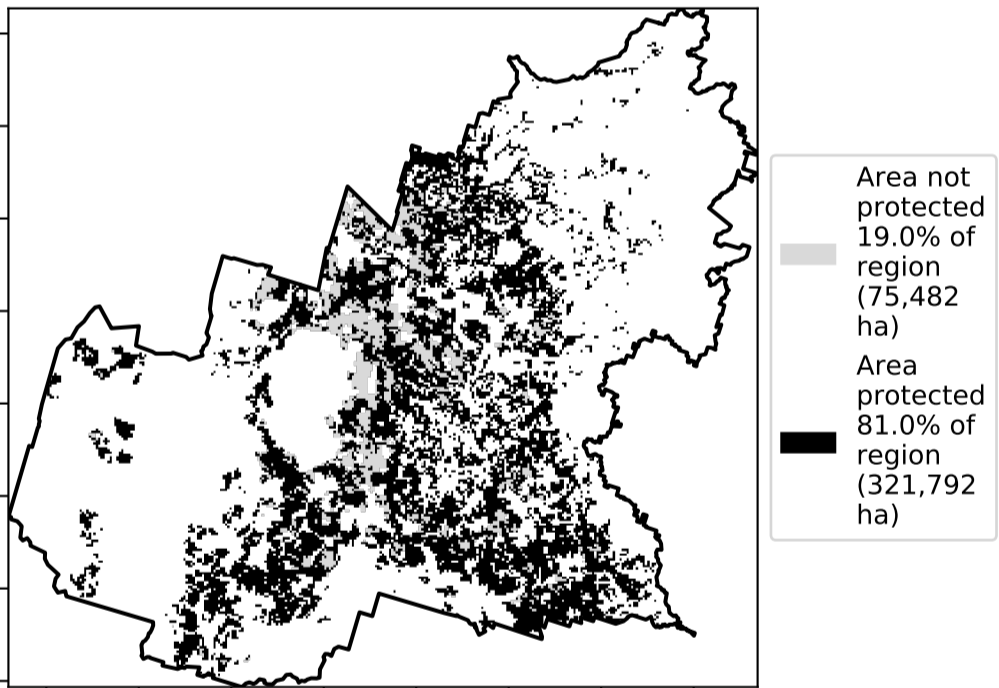 Area not
protected
19.0% of
region
(75,482
ha)
Area
protected
81.0% of
region
(321,792
ha)